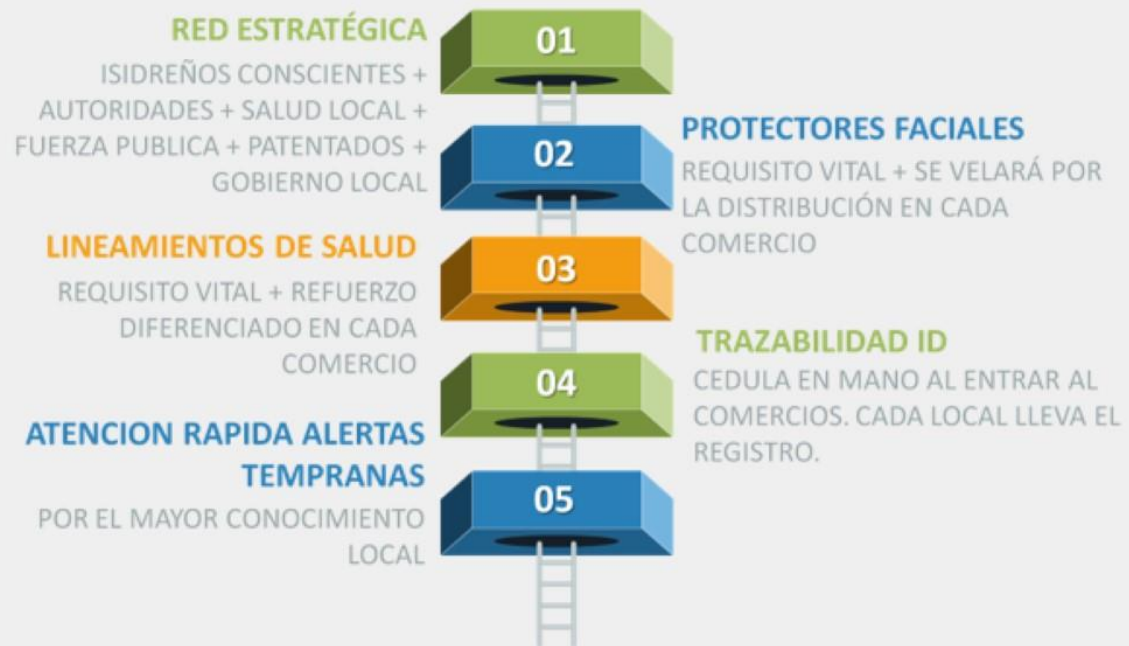 RED ESTRATÉGICA
ISIDREÑOS CONSCIENTES +
AUTORIDADES + SALUD LOCAL +
FUERZA PUBLICA + PATENTADOS +
GOBIERNO LOCAL
01
PROTECTORES FACIALES
REQUISITO VITAL + SE VELARÁ POR
LA DISTRIBUCIÓN EN CADA
COMERCIO
02
LINEAMIENTOS DE SALUD
REQUISITO VITAL + REFUERZO
DIFERENCIADO EN CADA
COMERCIO
03
TRAZABILIDAD ID
CEDULA EN MANO AL ENTRAR AL
COMERCIOS. CADA LOCAL LLEVA EL
REGISTRO.
04
ATENCION RAPIDA ALERTAS
TEMPRANAS
POR EL MAYOR CONOCIMIENTO
LOCAL
05